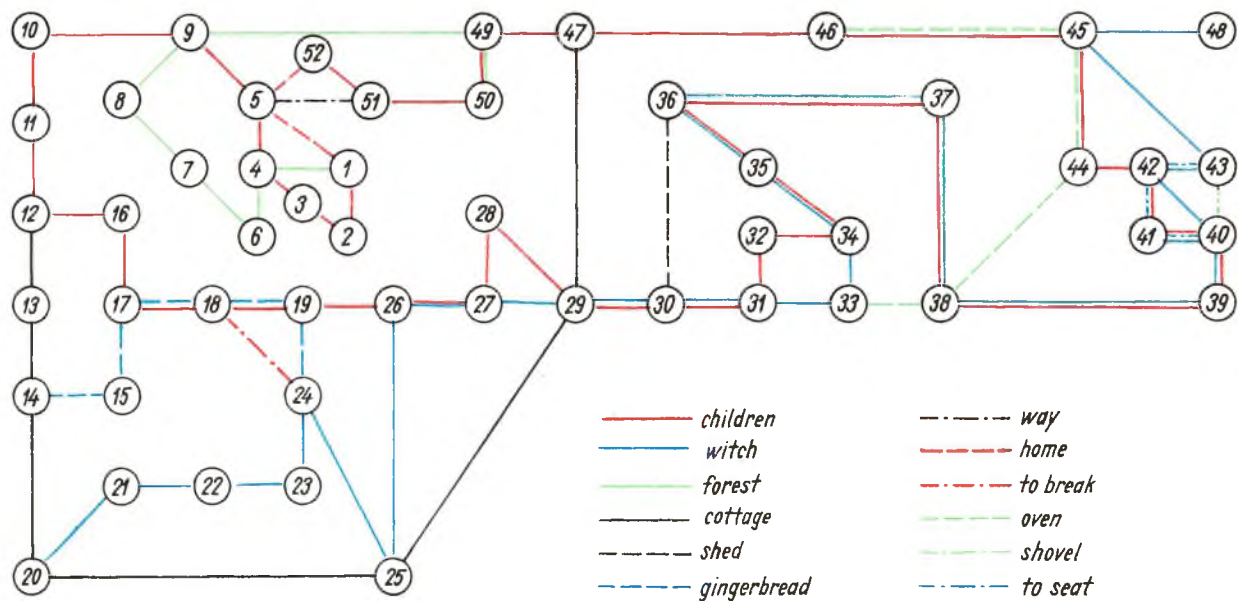 10 9 49 47 46 45 48
52
8 5 51 50 36 37
11
7 4 1 35 44 42 43
3
12 16 6 2 28 32 34 41 40
13 17 18 19 26 27 29 30 31 33 38 39
14 15 24
children way
witch home
21 22 23
forest to break
cottage oven
shed shovel
20 25
gingerbread to seat